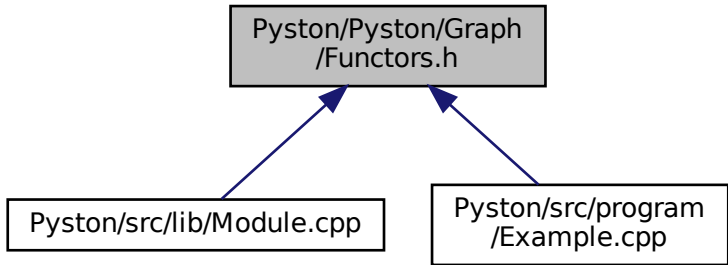 Pyston/Pyston/Graph
/Functors.h
Pyston/src/lib/Module.cpp
Pyston/src/program
/Example.cpp